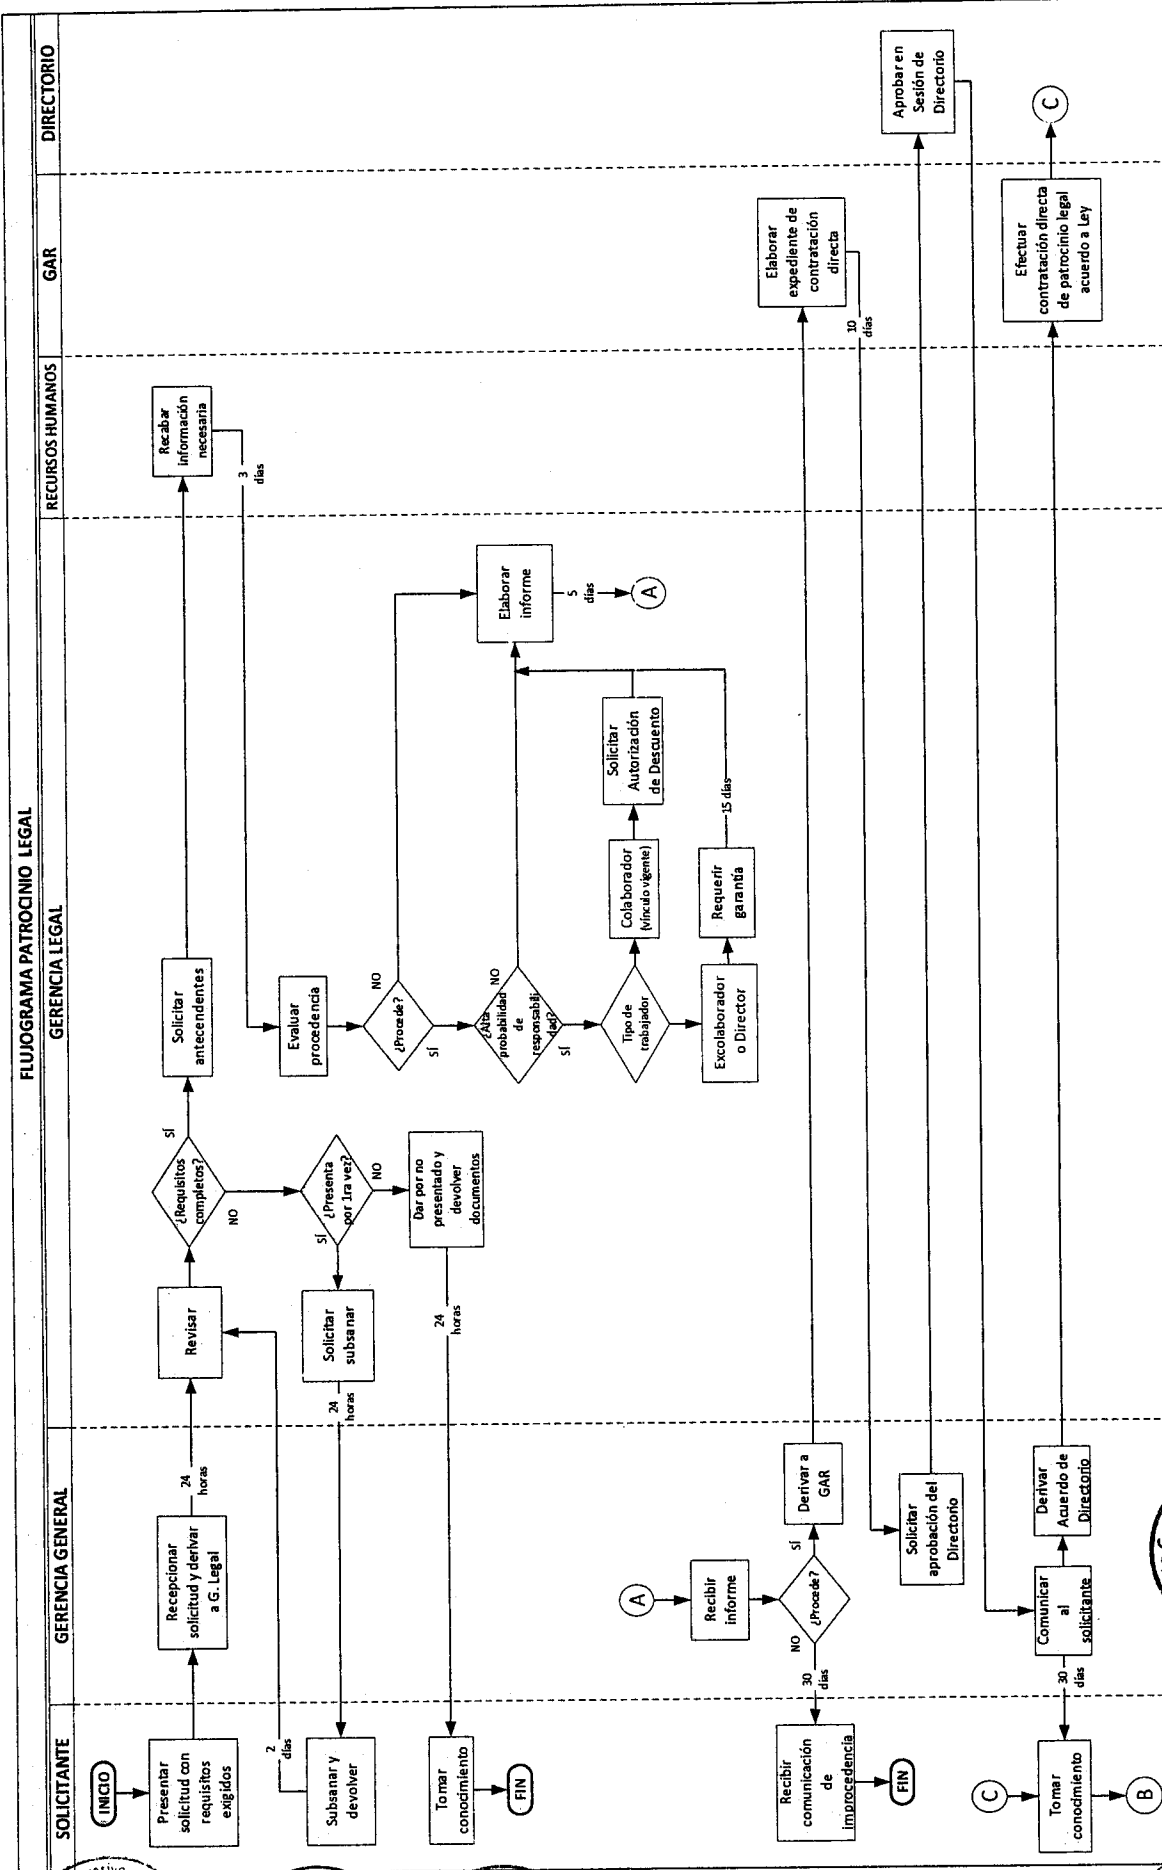 FLUJOGRAMA PATROCINIO LEGAL
SOLICITANTE
GERENCIA GENERAL
GERENCIA LEGAL
RECURSOS HUMANOS
GAR
DIRECTORIO
INICIO
Presentar
solicitud con
requisitos
exigidos
Recepcionar
solicitud y derivar
a G. Legal
24
horas
Revisar
¿Requisitos
completos?
SÍ
NO
Solicitar
antecendentes
Recabar
información
necesaria
3
días
2
días
Subsanar y
devolver
24
horas
Solicitar
subsanar
SÍ
¿Presenta
por 1ra vez?
NO
Dar por no
presentado y
devolver
documentos
24
horas
Tomar
conocimiento
FIN
Evaluar
procedencia
¿Procede?
NO
SÍ
¿Alta
probabilidad
de
responsabili
dad?
NO
SÍ
Tipo de
trabajador
Colaborador
(vínculo vigente)
Solicitar
Autorización
de Descuento
Excolaborador
o Director
Requerir
garantía
15 días
Elaborar
informe
5
días
A
A
Recibir
informe
¿Procede?
NO
SÍ
30
días
Recibir
comunicación
de
improcedencia
FIN
Derivar a
GAR
Elaborar
expediente de
contratación
directa
10
días
Solicitar
aprobación del
Directorio
Aprobar en
Sesión de
Directorio
Comunicar
al
solicitante
30
días
Derivar
Acuerdo de
Directorio
Efectuar
contratación directa
de patrocinio legal
acuerdo a Ley
C
C
Tomar
conocimiento
B